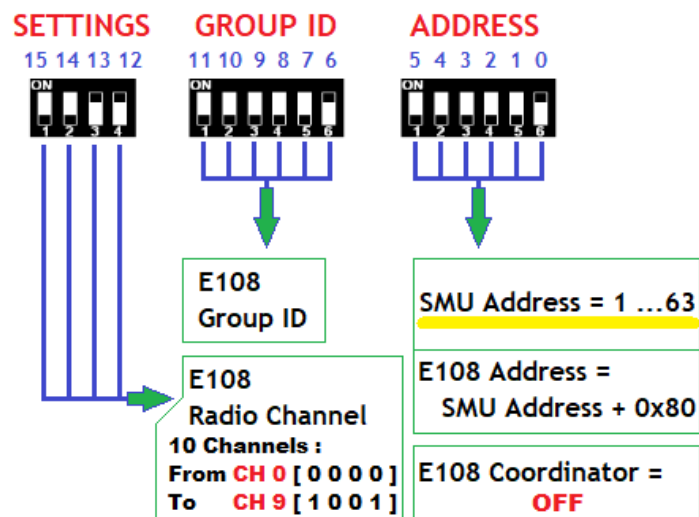 SETTINGS GROUP ID ADDRESS
15 14 13 12 11 10 9 8 7 6 5 4 3 2 1 0
ON ON ON
1 2 3 4 1 2 3 4 5 6 1 2 3 4 5 6
E108
Group ID
SMU Address = 1 ...63
E108
Radio Channel
10 Channels :
From CH 0 [ 0 0 0 0 ]
To CH 9 [ 1 0 0 1 ]
E108 Address =
SMU Address + 0x80
E108 Coordinator =
OFF